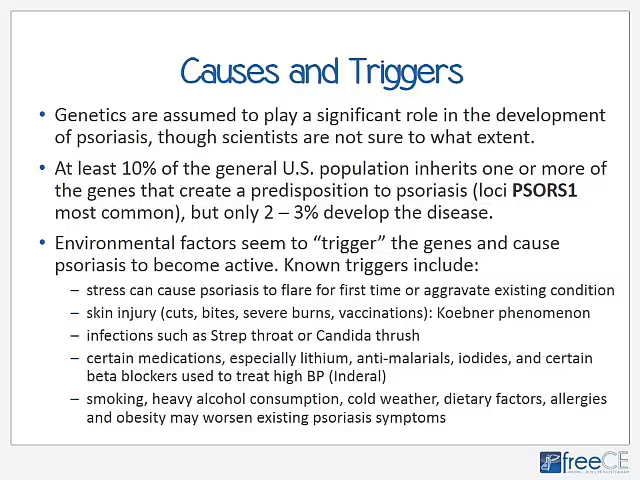 Causes and Triggers
• Genetics are assumed to play a significant role in the development
of psoriasis, though scientists are not sure to what extent.
• At least 10% of the general U.S. population inherits one or more of
the genes that create a predisposition to psoriasis (loci PSORS1
most common), but only 2 – 3% develop the disease.
• Environmental factors seem to “trigger” the genes and cause
psoriasis to become active. Known triggers include:
– stress can cause psoriasis to flare for first time or aggravate existing condition
– skin injury (cuts, bites, severe burns, vaccinations): Koebner phenomenon
– infections such as Strep throat or Candida thrush
– certain medications, especially lithium, anti-malarials, iodides, and certain
beta blockers used to treat high BP (Inderal)
– smoking, heavy alcohol consumption, cold weather, dietary factors, allergies
and obesity may worsen existing psoriasis symptoms
freeCE